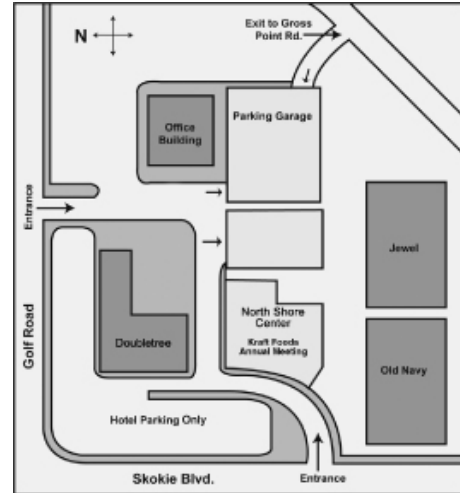 Exit to Gross
Point Rd.
N
Parking Garage
Office
Building
Entrance
Jewel
Golf Road
North Shore
Center
Kraft Foods
Annual Meeting
Doubletree
Old Navy
Hotel Parking Only
Skokie Blvd.
Entrance